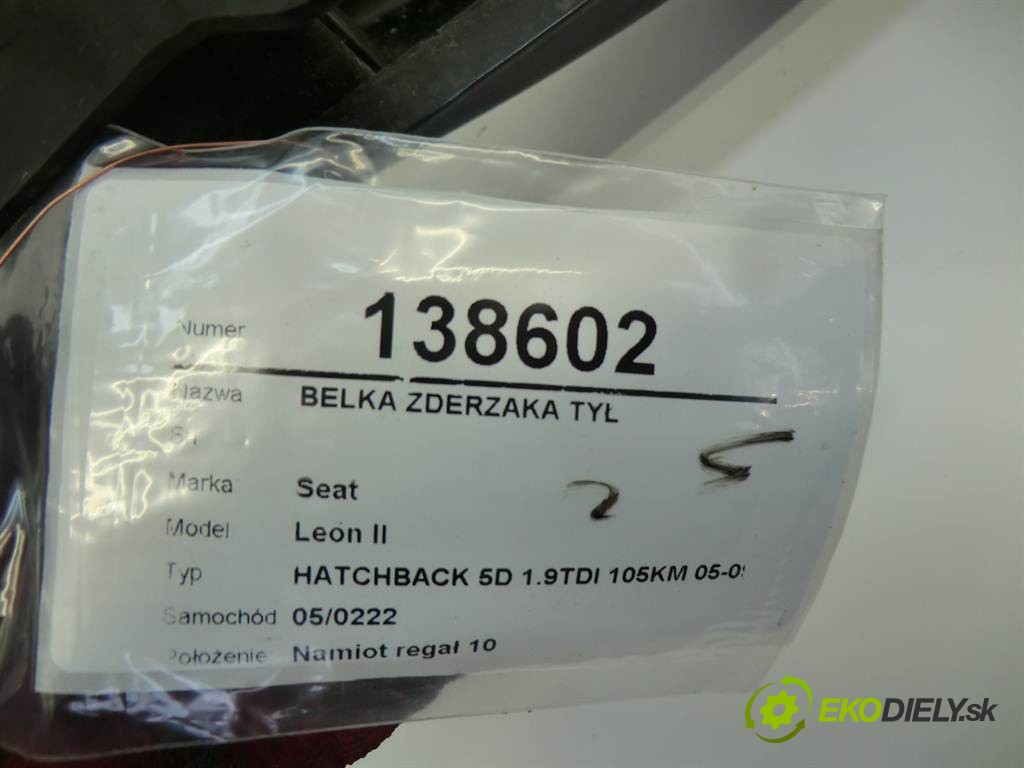 Numer 138602
Nazwa BELKA ZDERZAKA TYŁ
Marka Seat
Model Leon II
Typ HATCHBACK 5D 1.9TDI 105KM 05-09
Samochód 05/0222
Położenie Namiot regał 10
EKODIELY.sk